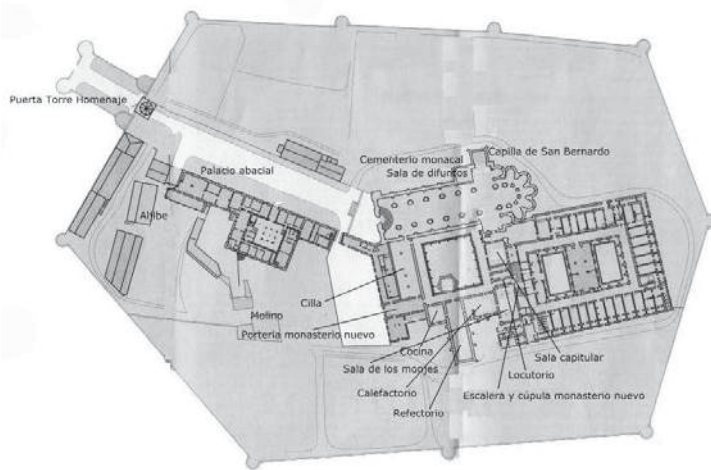 Puerta Torre Homenaje
Capilla de San Bernardo
Cementerio monacal
Sala de difuntos
Palacio abacial
Aljibe
Cilla
Molino
Portería monasterio nuevo
Cocina
Sala de los monjes
Sala capitular
Calefactorio
Locutorio
Escalera y cúpula monasterio nuevo
Refectorio